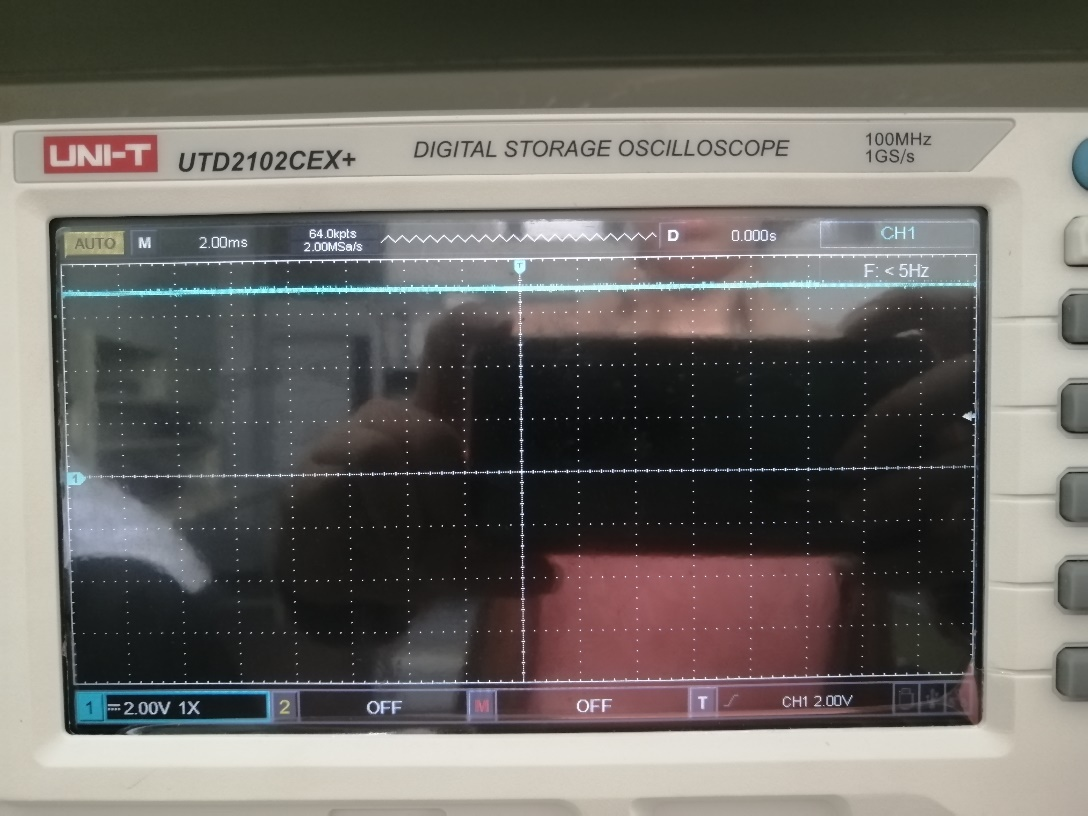 UNI-T UTD2102CEX+ DIGITAL STORAGE OSCILLOSCOPE 100MHz
1GS/s
AUTO M 2.00ms 64.0kpts
2.00MSa/s
D 0.000s CH1
T
F: < 5Hz
1
1 2.00V 1X 2 OFF M OFF T CH1 2.00V